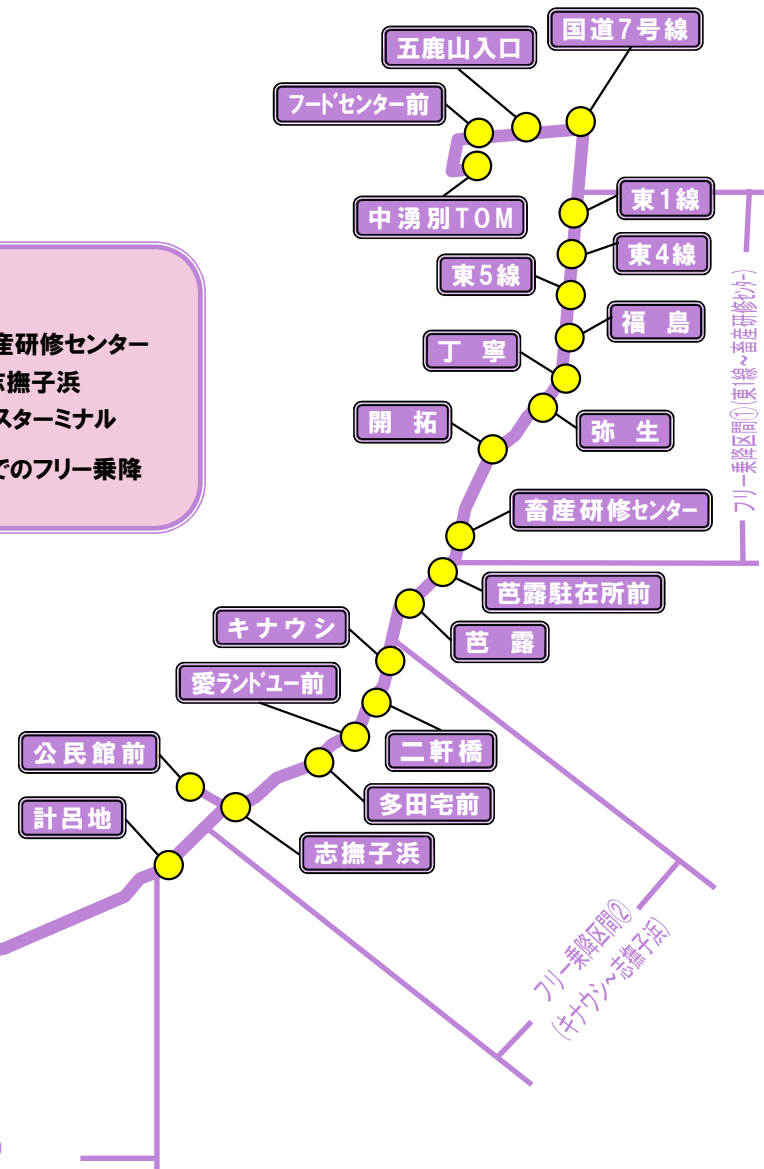 国道7号線
五鹿山入口
フードセンター前
中湧別TOM
東1線
東4線
東5線
福島
丁寧
弥生
開拓
畜産研修センター
芭露駐在所前
芭露
キナウシ
愛ランドユー前
二軒橋
公民館前
多田宅前
計呂地
志撫子浜
産研修センター
撫子浜
スターミナル
でのフリー乗降
フリー乗降区間①(東1線~畜産研修センター)
フリー乗降区間②
(キナウシ~志撫子浜)
)